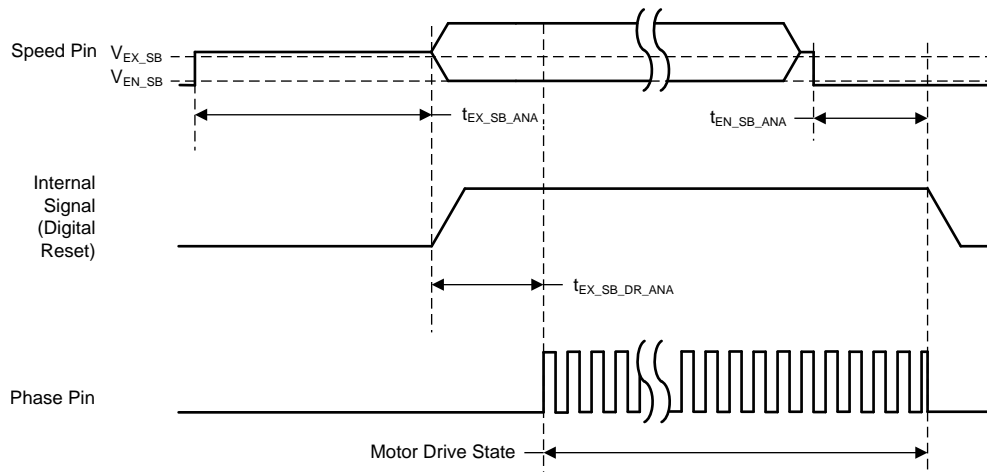 Speed Pin
V_EX_SB
V_EN_SB
t_EX_SB_ANA
t_EN_SB_ANA
Internal
Signal
(Digital
Reset)
t_EX_SB_DR_ANA
Phase Pin
Motor Drive State